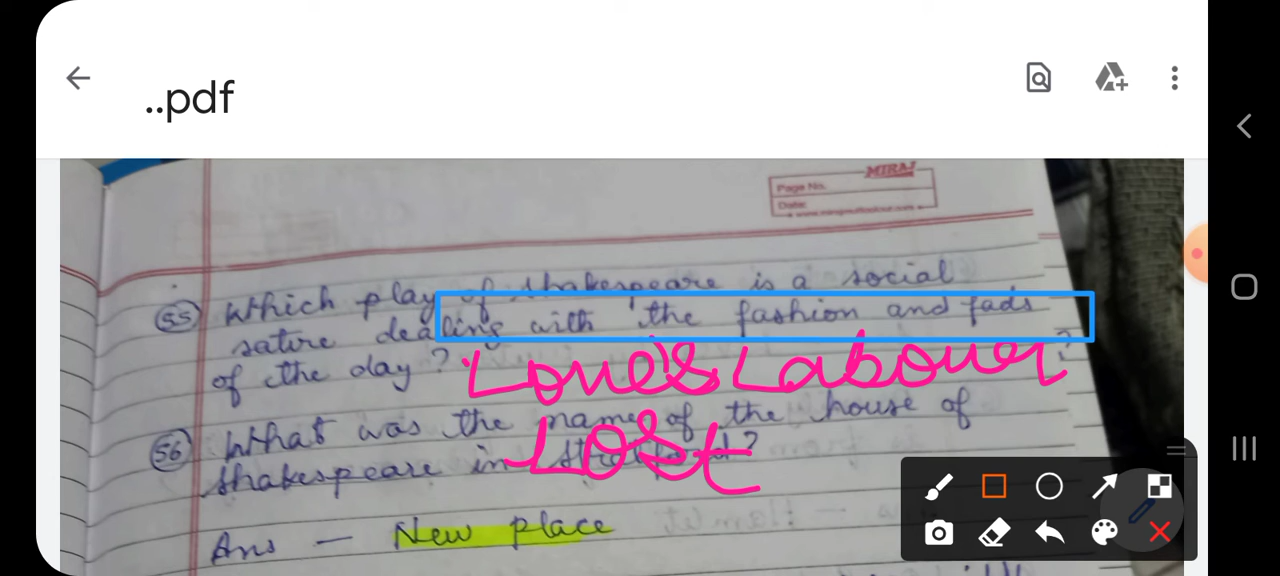 ..pdf
MIRAJ
Page No.
Date:
55 Which play of Shakespeare is a social
satire dealing with the fashion and fads
of the day ?
Love's Labour
Lost
56 What was the name of the house of
Shakespeare in Stratford?
Ans — New place